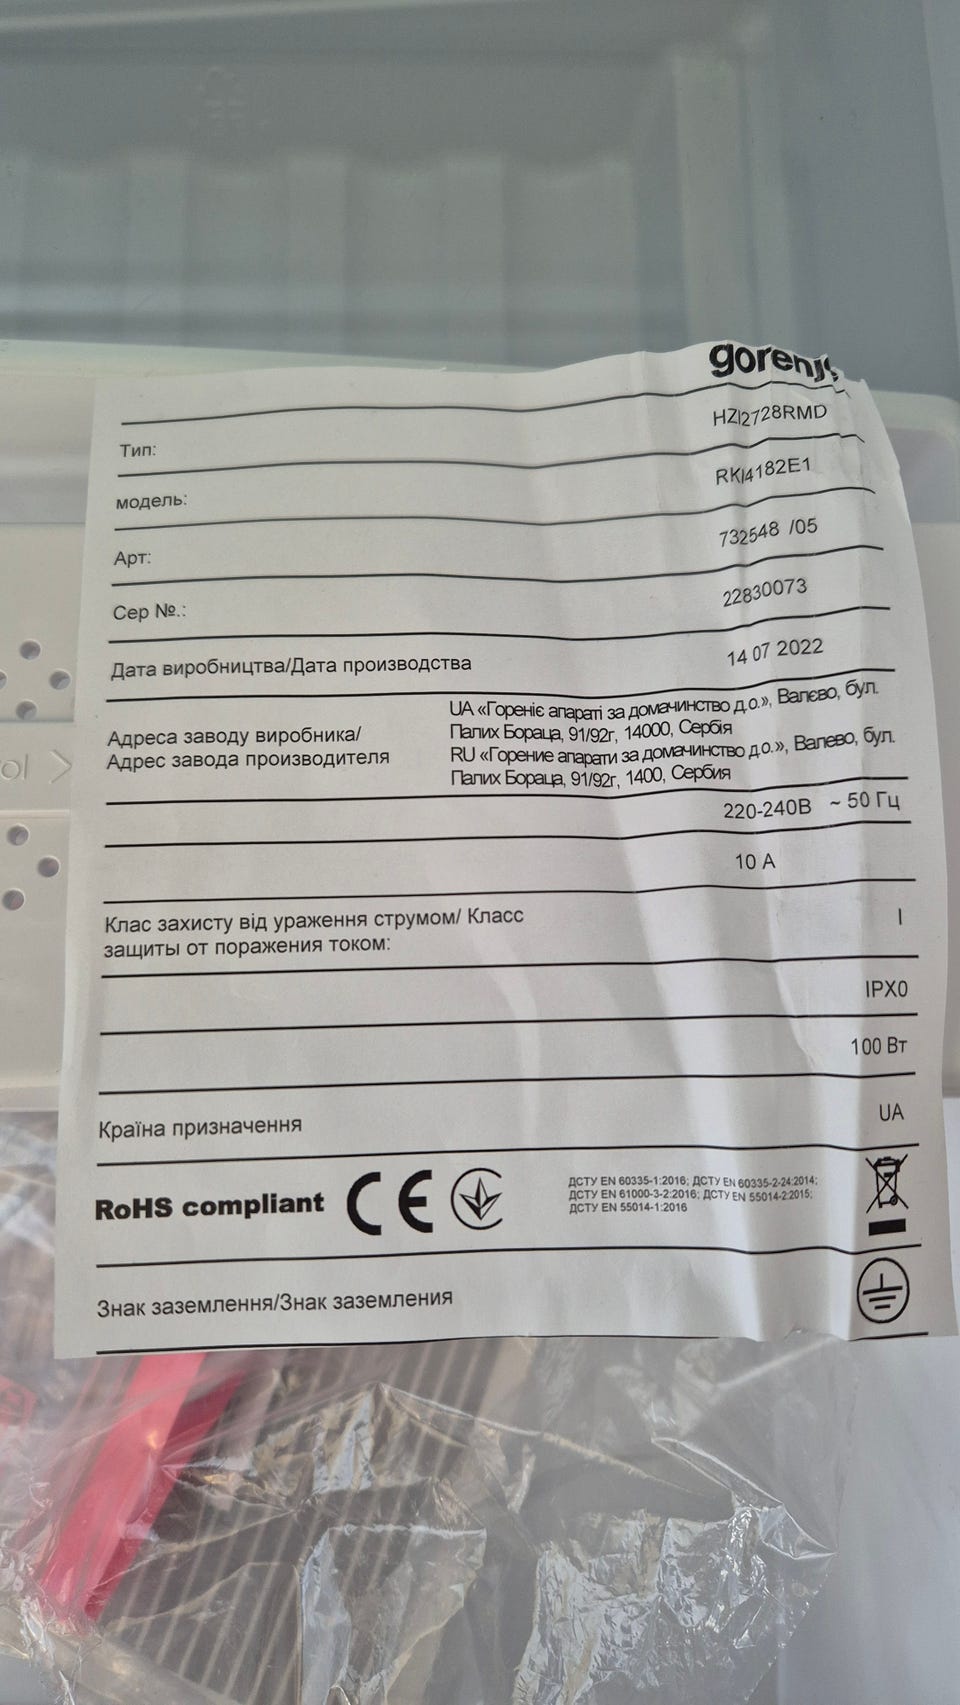 gorenje
Тип: HZI2728RMD
модель: RKI4182E1
Арт: 732548 /05
Сер №.: 22830073
Дата виробництва/Дата производства 14 07 2022
Адреса заводу виробника/
Адрес завода производителя
UA «Гореніє апараті за домачинство д.о.», Валєво, бул.
Палих Бораца, 91/92г, 14000, Сербія
RU «Горение апарати за домачинство д.о.», Валево, бул.
Палих Бораца, 91/92г, 1400, Сербия
220-240В ~ 50 Гц
10 А
Клас захисту від ураження струмом/ Класс
защиты от поражения током: I
IPX0
100 Вт
Країна призначення UA
RoHS compliant CE
ДСТУ EN 60335-1:2016; ДСТУ EN 60335-2-24:2014;
ДСТУ EN 61000-3-2:2016; ДСТУ EN 55014-2:2015;
ДСТУ EN 55014-1:2016
Знак заземлення/Знак заземления
ol >